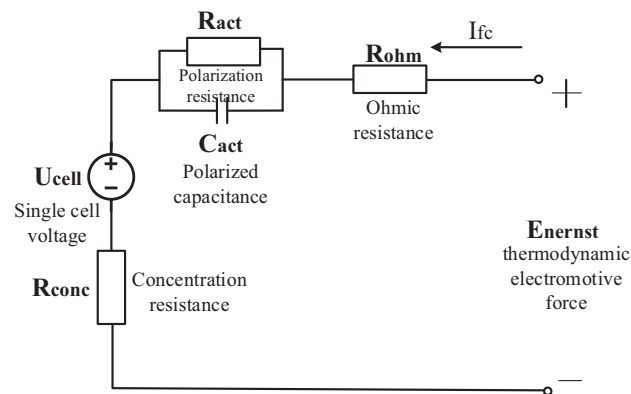 Ract
Polarization
resistance
Cact
Polarized
capacitance
Rohm
Ohmic
resistance
Ifc
+
Ucell
+
−
Single cell
voltage
Rconc
Concentration
resistance
Enernst
thermodynamic
electromotive
force
−